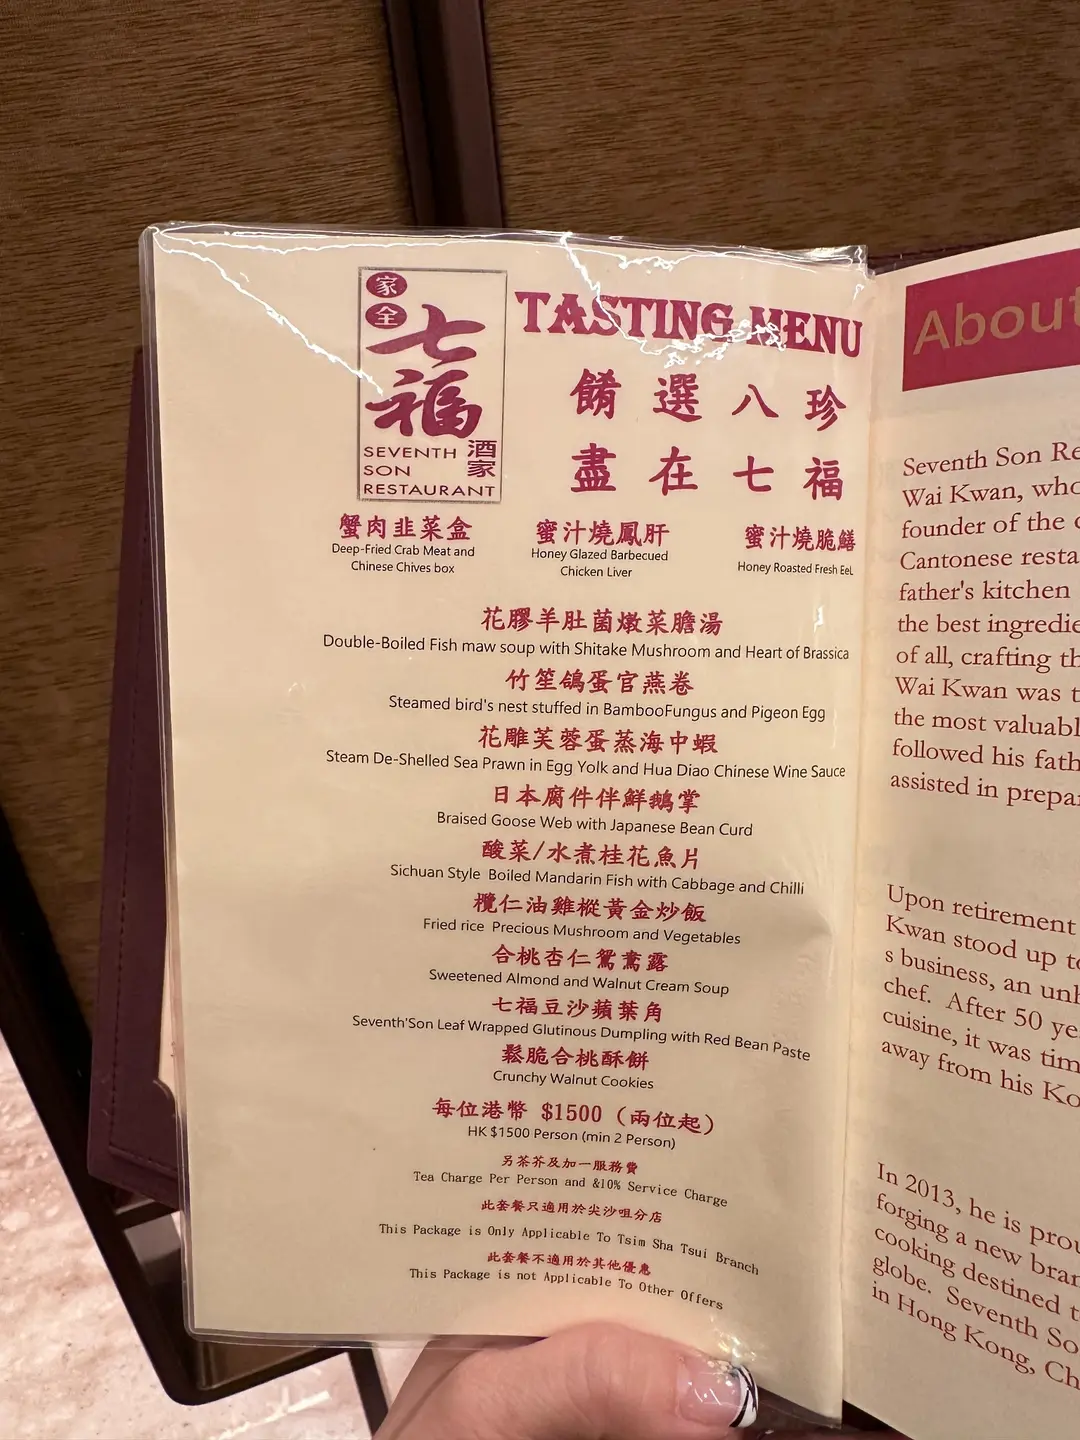 家全
七福
酒家
SEVENTH
SON
RESTAURANT
TASTING MENU
餚選八珍
盡在七福
蟹肉韭菜盒
Deep-Fried Crab Meat and
Chinese Chives box
蜜汁燒鳳肝
Honey Glazed Barbecued
Chicken Liver
蜜汁燒脆鱔
Honey Roasted Fresh EeL
花膠羊肚菌燉菜膽湯
Double-Boiled Fish maw soup with Shitake Mushroom and Heart of Brassica
竹笙鴿蛋官燕卷
Steamed bird's nest stuffed in BambooFungus and Pigeon Egg
花雕芙蓉蛋蒸海中蝦
Steam De-Shelled Sea Prawn in Egg Yolk and Hua Diao Chinese Wine Sauce
日本腐件伴鮮鵝掌
Braised Goose Web with Japanese Bean Curd
酸菜/水煮桂花魚片
Sichuan Style Boiled Mandarin Fish with Cabbage and Chilli
欖仁油雞樅黃金炒飯
Fried rice Precious Mushroom and Vegetables
合桃杏仁鴛鴦露
Sweetened Almond and Walnut Cream Soup
七福豆沙蘋葉角
Seventh'Son Leaf Wrapped Glutinous Dumpling with Red Bean Paste
鬆脆合桃酥餅
Crunchy Walnut Cookies
每位港幣 $1500 (兩位起)
HK $1500 Person (min 2 Person)
另茶芥及加一服務費
Tea Charge Per Person and &10% Service Charge
此套餐只適用於尖沙咀分店
This Package is Only Applicable To Tsim Sha Tsui Branch
此套餐不適用於其他優惠
This Package is not Applicable To Other Offers
About
Seventh Son Re
Wai Kwan, who
founder of the
Cantonese resta
father's kitchen
the best ingredie
of all, crafting th
Wai Kwan was t
the most valuabl
followed his fath
assisted in prepar
Upon retirement
Kwan stood up to
s business, an unh
chef. After 50 ye
cuisine, it was tim
away from his Ko
In 2013, he is prou
forging a new bran
cooking destined t
globe. Seventh So
in Hong Kong, Ch